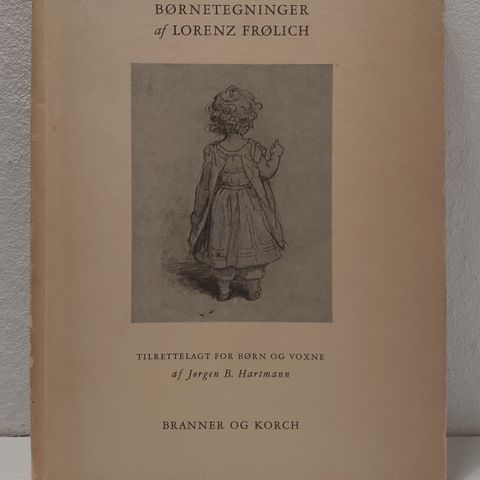 BØRNETEGNINGER
af LORENZ FRØLICH
TILRETTELAGT FOR BØRN OG VOXNE
af Jørgen B. Hartmann
BRANNER OG KORCH